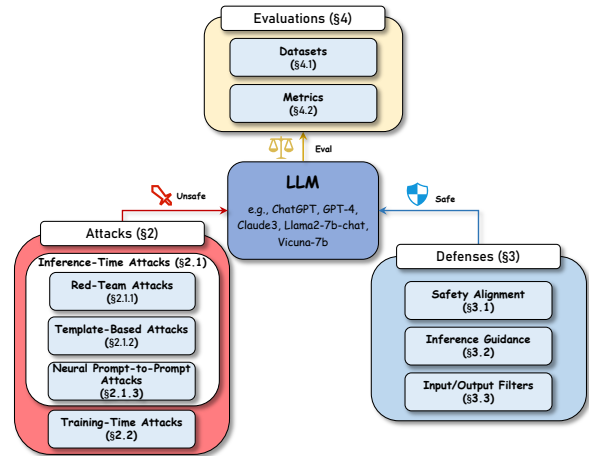 Evaluations (§4)
Datasets
(§4.1)
Metrics
(§4.2)
Eval
LLM
e.g., ChatGPT, GPT-4,
Claude3, Llama2-7b-chat,
Vicuna-7b
Unsafe
Safe
Attacks (§2)
Inference-Time Attacks (§2.1)
Red-Team Attacks
(§2.1.1)
Template-Based Attacks
(§2.1.2)
Neural Prompt-to-Prompt
Attacks
(§2.1.3)
Training-Time Attacks
(§2.2)
Defenses (§3)
Safety Alignment
(§3.1)
Inference Guidance
(§3.2)
Input/Output Filters
(§3.3)